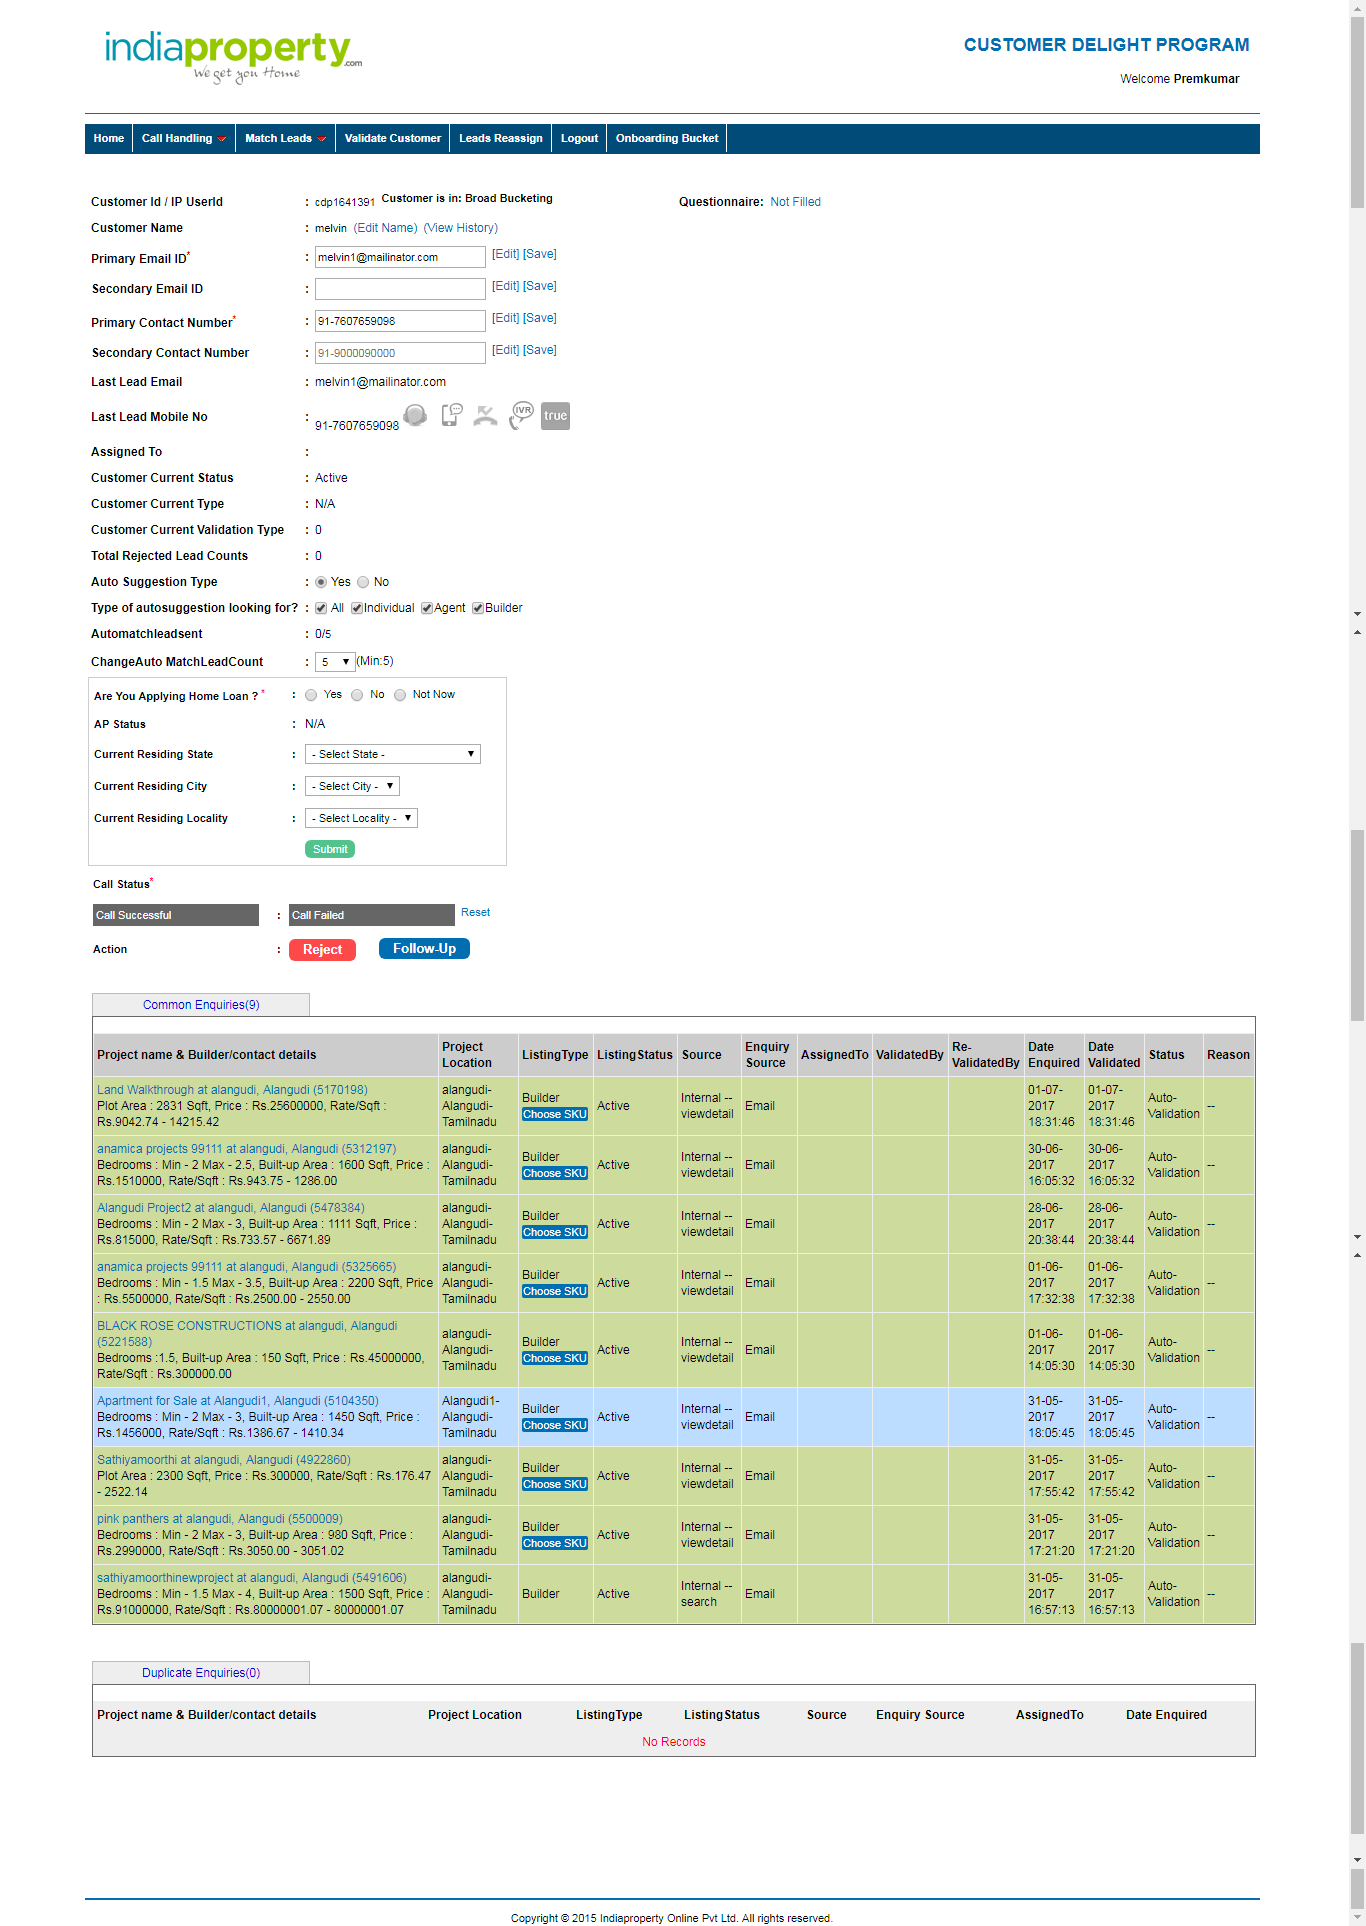 indiaproperty.com
We get you Home
CUSTOMER DELIGHT PROGRAM
Welcome Premkumar
Home Call Handling Match Leads Validate Customer Leads Reassign Logout Onboarding Bucket
Customer Id / IP UserId : cdp1641391 Customer is in: Broad Bucketing Questionnaire: Not Filled
Customer Name : melvin (Edit Name) (View History)
Primary Email ID* : melvin1@mailinator.com [Edit] [Save]
Secondary Email ID : [Edit] [Save]
Primary Contact Number* : 91-7607659098 [Edit] [Save]
Secondary Contact Number : 91-9000090000 [Edit] [Save]
Last Lead Email : melvin1@mailinator.com
Last Lead Mobile No : 91-7607659098 IVR true
Assigned To :
Customer Current Status : Active
Customer Current Type : N/A
Customer Current Validation Type : 0
Total Rejected Lead Counts : 0
Auto Suggestion Type : Yes No
Type of autosuggestion looking for? : All Individual Agent Builder
Automatchleadsent : 0/5
ChangeAuto MatchLeadCount : 5 (Min:5)
Are You Applying Home Loan ? * : Yes No Not Now
AP Status : N/A
Current Residing State : - Select State -
Current Residing City : - Select City -
Current Residing Locality : - Select Locality -
Submit
Call Status*
Call Successful : Call Failed Reset
Action : Reject Follow-Up
Common Enquiries(9)
Project name & Builder/contact details Project Location ListingType ListingStatus Source Enquiry Source AssignedTo ValidatedBy Re-ValidatedBy Date Enquired Date Validated Status Reason
Land Walkthrough at alangudi, Alangudi (5170198)
Plot Area : 2831 Sqft, Price : Rs.25600000, Rate/Sqft :
Rs.9042.74 - 14215.42
alangudi-Alangudi-Tamilnadu Builder Choose SKU Active Internal -- viewdetail Email 01-07-2017 18:31:46 01-07-2017 18:31:46 Auto-Validation --
anamica projects 99111 at alangudi, Alangudi (5312197)
Bedrooms : Min - 2 Max - 2.5, Built-up Area : 1600 Sqft, Price :
Rs.1510000, Rate/Sqft : Rs.943.75 - 1286.00
alangudi-Alangudi-Tamilnadu Builder Choose SKU Active Internal -- viewdetail Email 30-06-2017 16:05:32 30-06-2017 16:05:32 Auto-Validation --
Alangudi Project2 at alangudi, Alangudi (5478384)
Bedrooms : Min - 2 Max - 3, Built-up Area : 1111 Sqft, Price :
Rs.815000, Rate/Sqft : Rs.733.57 - 6671.89
alangudi-Alangudi-Tamilnadu Builder Choose SKU Active Internal -- viewdetail Email 28-06-2017 20:38:44 28-06-2017 20:38:44 Auto-Validation --
anamica projects 99111 at alangudi, Alangudi (5325665)
Bedrooms : Min - 1.5 Max - 3.5, Built-up Area : 2200 Sqft, Price
: Rs.5500000, Rate/Sqft : Rs.2500.00 - 2550.00
alangudi-Alangudi-Tamilnadu Builder Choose SKU Active Internal -- viewdetail Email 01-06-2017 17:32:38 01-06-2017 17:32:38 Auto-Validation --
BLACK ROSE CONSTRUCTIONS at alangudi, Alangudi
(5221588)
Bedrooms :1.5, Built-up Area : 150 Sqft, Price : Rs.45000000,
Rate/Sqft : Rs.300000.00
alangudi-Alangudi-Tamilnadu Builder Choose SKU Active Internal -- viewdetail Email 01-06-2017 14:05:30 01-06-2017 14:05:30 Auto-Validation --
Apartment for Sale at Alangudi1, Alangudi (5104350)
Bedrooms : Min - 2 Max - 3, Built-up Area : 1450 Sqft, Price :
Rs.1456000, Rate/Sqft : Rs.1386.67 - 1410.34
Alangudi1-Alangudi-Tamilnadu Builder Choose SKU Active Internal -- viewdetail Email 31-05-2017 18:05:45 31-05-2017 18:05:45 Auto-Validation --
Sathiyamoorthi at alangudi, Alangudi (4922860)
Plot Area : 2300 Sqft, Price : Rs.300000, Rate/Sqft : Rs.176.47
- 2522.14
alangudi-Alangudi-Tamilnadu Builder Choose SKU Active Internal -- viewdetail Email 31-05-2017 17:55:42 31-05-2017 17:55:42 Auto-Validation --
pink panthers at alangudi, Alangudi (5500009)
Bedrooms : Min - 2 Max - 3, Built-up Area : 980 Sqft, Price :
Rs.2990000, Rate/Sqft : Rs.3050.00 - 3051.02
alangudi-Alangudi-Tamilnadu Builder Choose SKU Active Internal -- viewdetail Email 31-05-2017 17:21:20 31-05-2017 17:21:20 Auto-Validation --
sathiyamoorthinewproject at alangudi, Alangudi (5491606)
Bedrooms : Min - 1.5 Max - 4, Built-up Area : 1500 Sqft, Price :
Rs.91000000, Rate/Sqft : Rs.80000001.07 - 80000001.07
alangudi-Alangudi-Tamilnadu Builder Active Internal -- search Email 31-05-2017 16:57:13 31-05-2017 16:57:13 Auto-Validation --
Duplicate Enquiries(0)
Project name & Builder/contact details Project Location ListingType ListingStatus Source Enquiry Source AssignedTo Date Enquired
No Records
Copyright © 2015 Indiaproperty Online Pvt Ltd. All rights reserved.